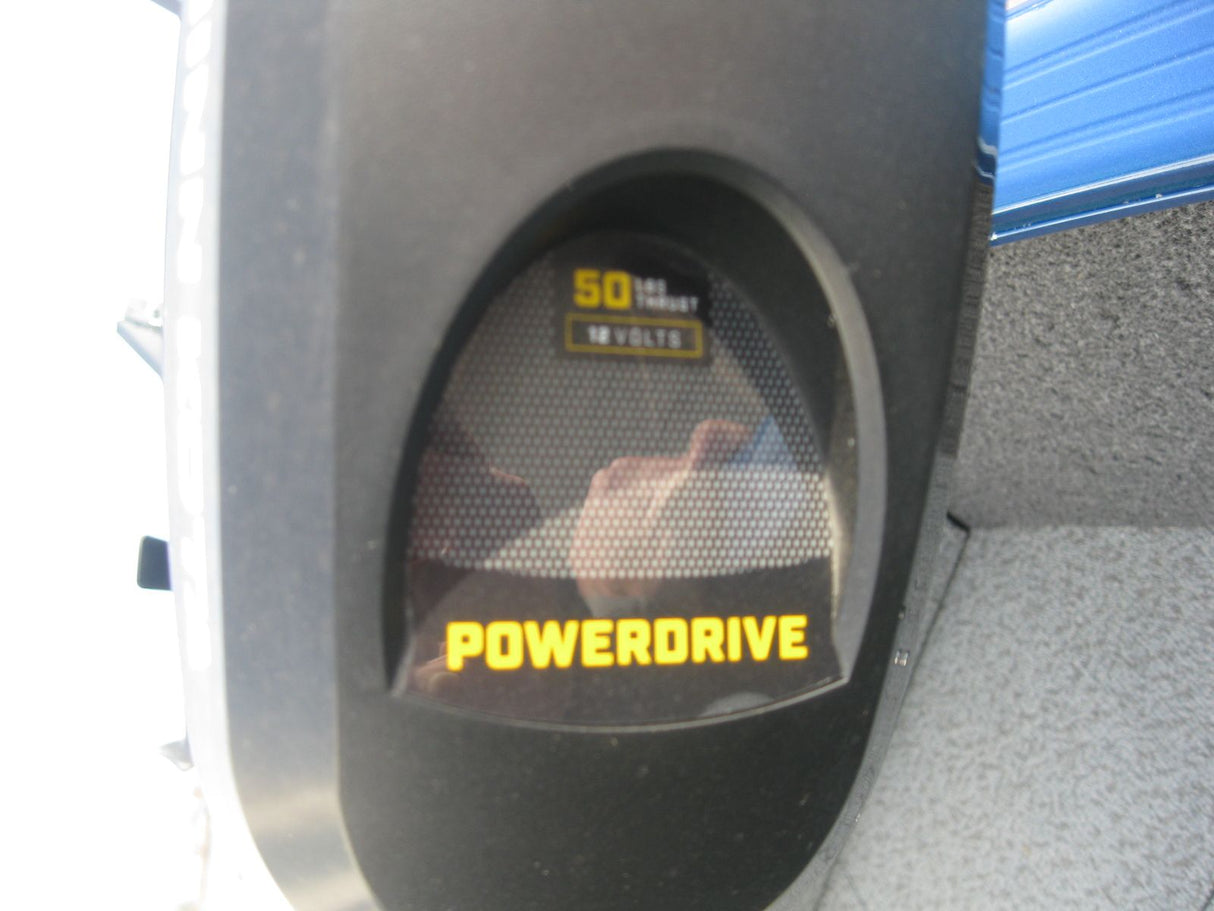 50 LBS
THRUST
12 VOLTS
POWERDRIVE